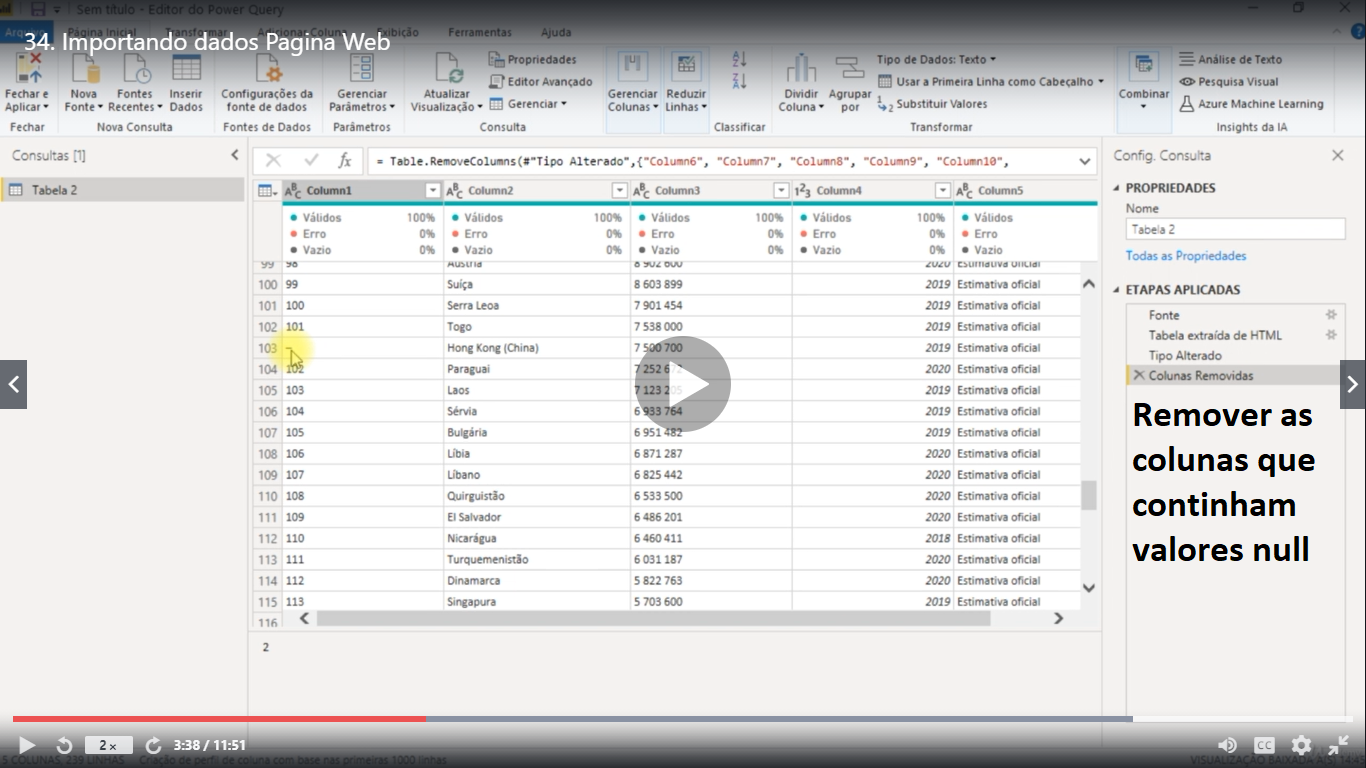 Sem título - Editor do Power Query
Arquivo Página Inicial Transformar Adicionar Coluna Exibição Ferramentas Ajuda
34. Importando dados Pagina Web
Fechar e Aplicar
Fechar
Nova Fonte
Fontes Recentes
Inserir Dados
Nova Consulta
Configurações da fonte de dados
Fontes de Dados
Gerenciar Parâmetros
Parâmetros
Atualizar Visualização
Propriedades
Editor Avançado
Gerenciar
Consulta
Gerenciar Colunas
Reduzir Linhas
Classificar
Dividir Coluna
Agrupar por
Tipo de Dados: Texto
Usar a Primeira Linha como Cabeçalho
Substituir Valores
Transformar
Combinar
Análise de Texto
Pesquisa Visual
Azure Machine Learning
Insights da IA
Consultas [1]
Tabela 2
= Table.RemoveColumns(#"Tipo Alterado",{"Column6", "Column7", "Column8", "Column9", "Column10",
Column1 Column2 Column3 Column4 Column5
Válidos 100% Válidos 100% Válidos 100% Válidos 100% Válidos
Erro 0% Erro 0% Erro 0% Erro 0% Erro
Vazio 0% Vazio 0% Vazio 0% Vazio 0% Vazio
99 98 Áustria 8 902 600 2020 Estimativa oficial
100 99 Suíça 8 603 899 2019 Estimativa oficial
101 100 Serra Leoa 7 901 454 2019 Estimativa oficial
102 101 Togo 7 538 000 2019 Estimativa oficial
103 – Hong Kong (China) 7 500 700 2019 Estimativa oficial
104 102 Paraguai 7 252 672 2020 Estimativa oficial
105 103 Laos 7 123 205 2019 Estimativa oficial
106 104 Sérvia 6 933 764 2019 Estimativa oficial
107 105 Bulgária 6 951 482 2019 Estimativa oficial
108 106 Líbia 6 871 287 2020 Estimativa oficial
109 107 Líbano 6 825 442 2020 Estimativa oficial
110 108 Quirguistão 6 533 500 2020 Estimativa oficial
111 109 El Salvador 6 486 201 2020 Estimativa oficial
112 110 Nicarágua 6 460 411 2018 Estimativa oficial
113 111 Turquemenistão 6 031 187 2020 Estimativa oficial
114 112 Dinamarca 5 822 763 2020 Estimativa oficial
115 113 Singapura 5 703 600 2019 Estimativa oficial
116
2
Config. Consulta
PROPRIEDADES
Nome
Tabela 2
Todas as Propriedades
ETAPAS APLICADAS
Fonte
Tabela extraída de HTML
Tipo Alterado
Colunas Removidas
Remover as
colunas que
continham
valores null
2× 3:38 / 11:51 CC
5 COLUNAS, 239 LINHAS Criação de perfil de coluna com base nas primeiras 1000 linhas